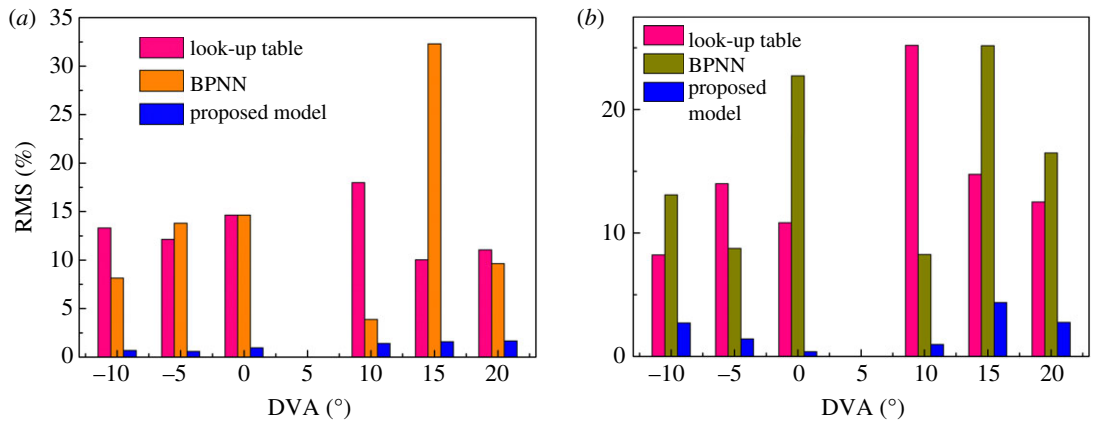 (a)
35
30
25
20
15
10
5
0
RMS (%)
look-up table
BPNN
proposed model
–10 –5 0 5 10 15 20
DVA (°)
(b)
20
10
0
look-up table
BPNN
proposed
model
–10 –5 0 5 10 15 20
DVA (°)